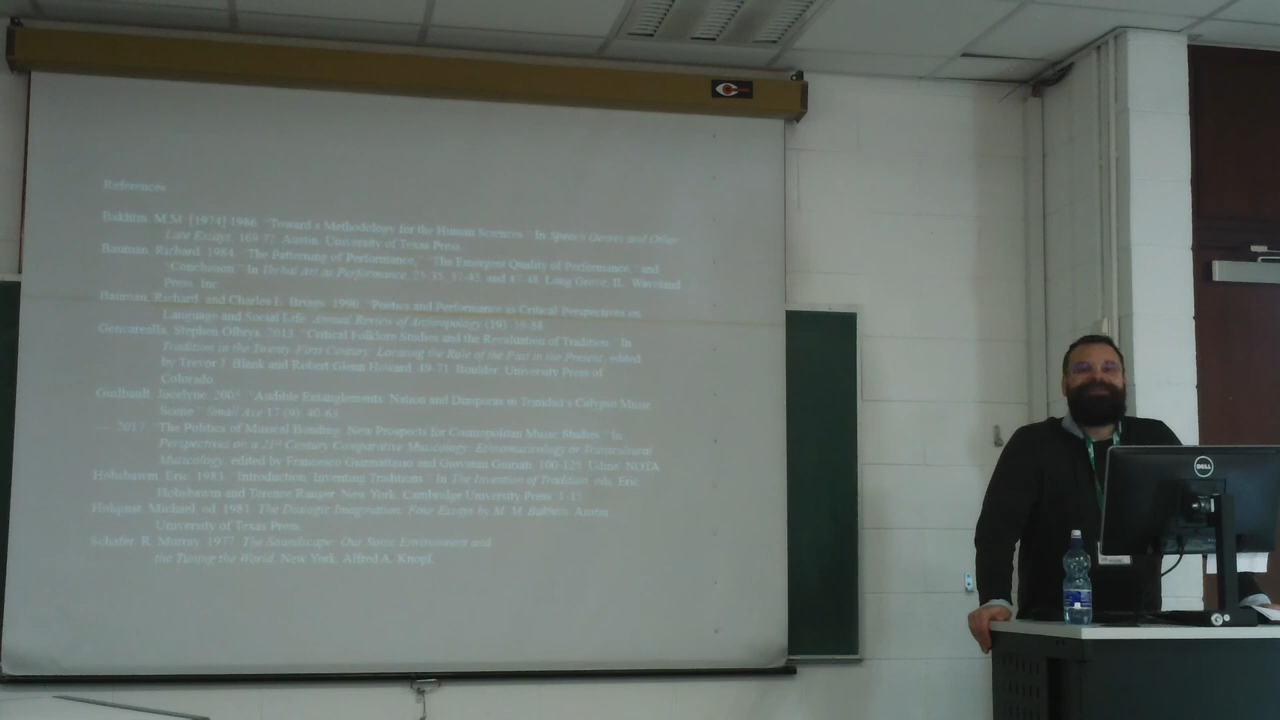 References
Bakhtin, M.M. [1974] 1986. "Toward a Methodology for the Human Sciences." In Speech Genres and Other
Late Essays, 169-77. Austin: University of Texas Press.
Bauman, Richard. 1984. "The Patterning of Performance," "The Emergent Quality of Performance," and
"Conclusion." In Verbal Art as Performance, and Long Grove, IL: Waveland
Press, Inc.
Bauman, Richard, and Charles L. Briggs. 1990. "Poetics and Performance as Critical Perspectives on
Language and Social Life." Annual Review of Anthropology (19): 59-88.
Gencarella, Stephen Olbrys. 2013. "Critical Folklore Studies and the Revaluation of Tradition." In
Tradition in the Twenty-First Century: Locating the Role of the Past in the Present, edited
by Trevor J. Blank and Robert Glenn Howard, 49-71. Boulder: University Press of
Colorado.
Guilbault, Jocelyne. 2005. "Audible Entanglements: Nation and Diasporas in Trinidad's Calypso Music
Scene." Small Axe 17 (9): 40-63.
---. 2017. "The Politics of Musical Bonding: New Prospects for Cosmopolitan Music Studies." In
Perspectives on a 21st Century Comparative Musicology: Ethnomusicology or Transcultural
Musicology, edited by Francesco Giannattasio and Giovanni Giuriati, 100-125. Udine: NOTA.
Hobsbawm, Eric. 1983. "Introduction: Inventing Traditions." In The Invention of Tradition, eds. Eric
Hobsbawm and Terence Ranger. New York: Cambridge University Press: 1-15.
Holquist, Michael, ed. 1981. The Dialogic Imagination: Four Essays by M. M. Bakhtin. Austin:
University of Texas Press.
Schafer, R. Murray. 1977. The Soundscape: Our Sonic Environment and
the Tuning of the World. New York: Alfred A. Knopf.
DELL